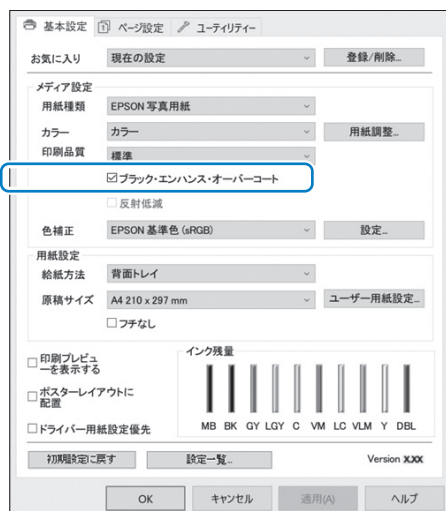 基本設定 ページ設定 ユーティリティー
お気に入り 現在の設定 登録/削除...
メディア設定
用紙種類 EPSON 写真用紙
カラー カラー 用紙調整...
印刷品質 標準
ブラック・エンハンス・オーバーコート
反射低減
色補正 EPSON 基準色 (sRGB) 設定...
用紙設定
給紙方法 背面トレイ
原稿サイズ A4 210 x 297 mm ユーザー用紙設定...
フチなし
印刷プレビュ
ーを表示する
ポスターレイ
アウトに
配置
ドライバー用紙設定優先
インク残量
MB BK GY LGY C VM LC VLM Y DBL
初期設定に戻す 設定一覧... Version X.XX
OK キャンセル 適用(A) ヘルプ